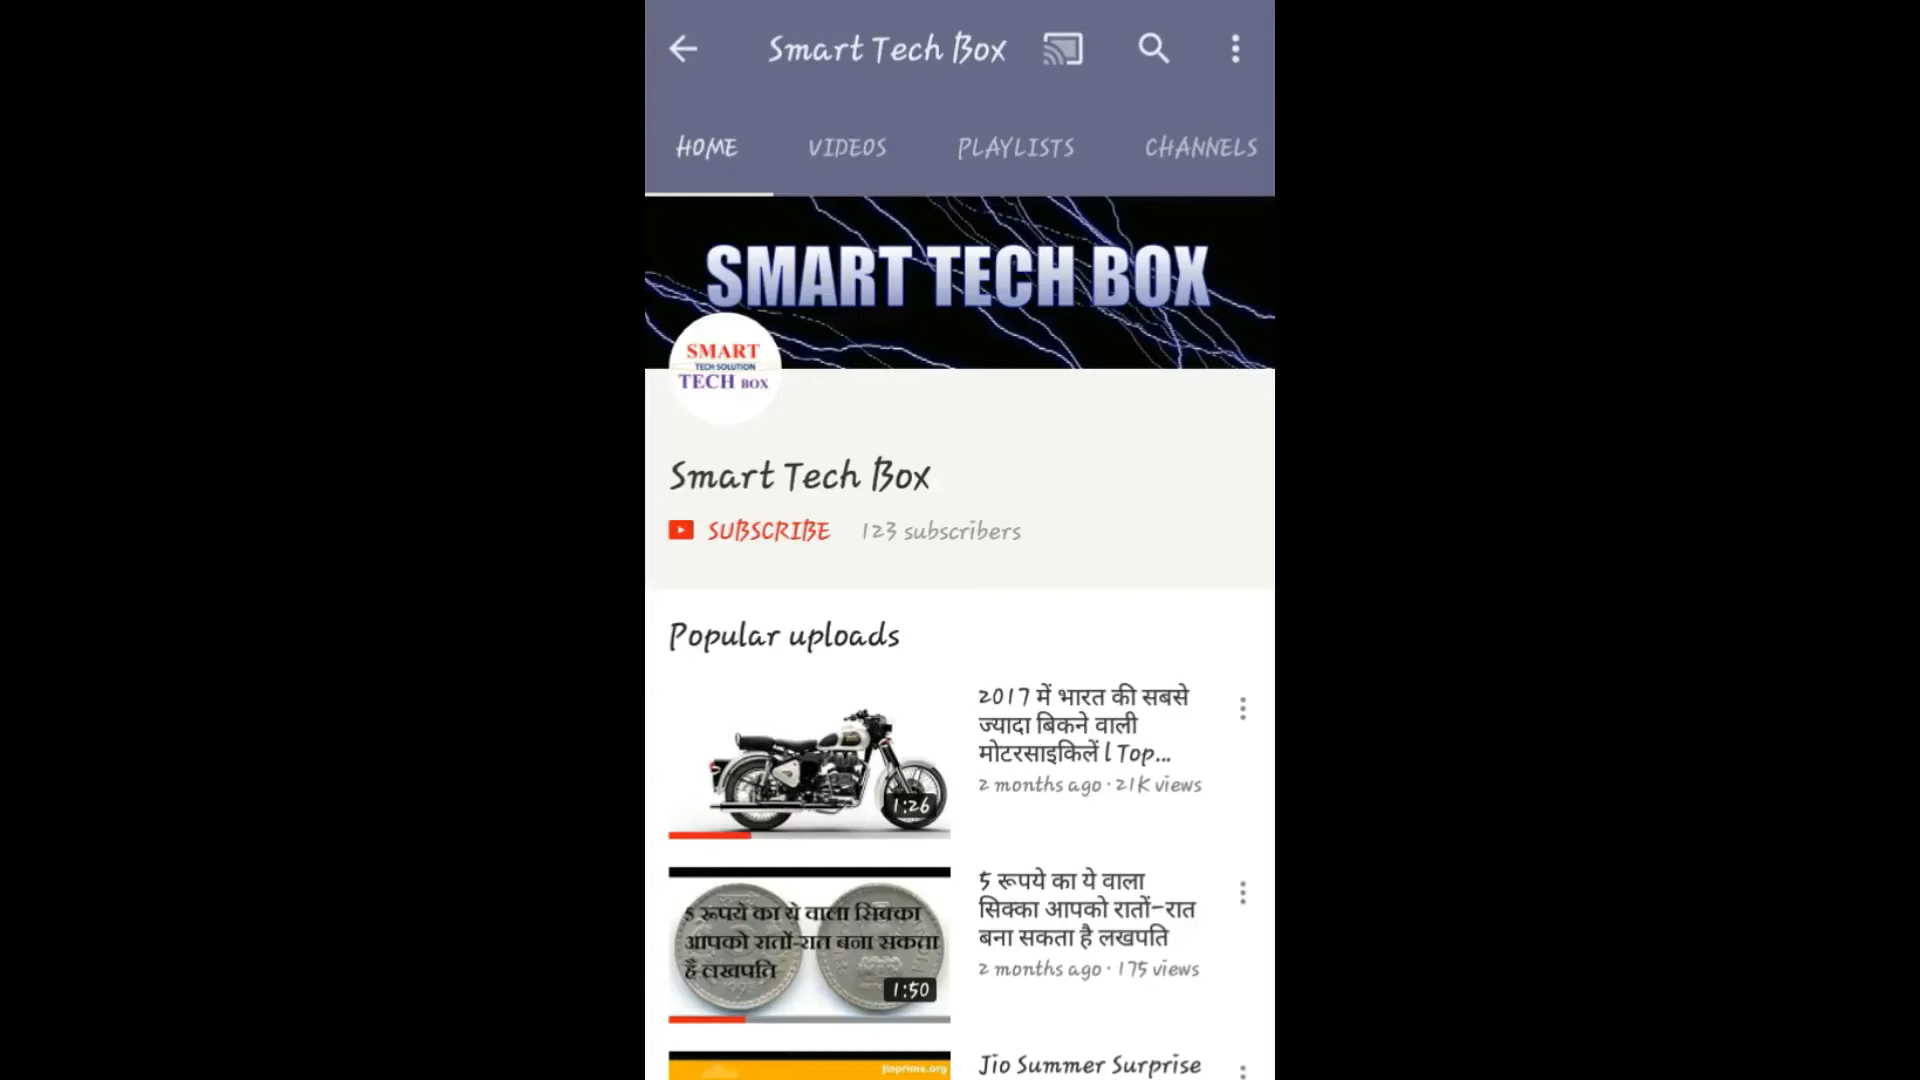 Smart Tech Box
HOME VIDEOS PLAYLISTS CHANNELS
SMART TECH BOX
SMART
TECH SOLUTION
TECH BOX
Smart Tech Box
SUBSCRIBE 123 subscribers
Popular uploads
2017 में भारत की सबसे
ज्यादा बिकने वाली
मोटरसाइकिलें l Top...
2 months ago · 21K views
1:26
5 रूपये का ये वाला सिक्का
आपको रातों-रात बना सकता
है लखपति
1:50
5 रूपये का ये वाला
सिक्का आपको रातों-रात
बना सकता है लखपति
2 months ago · 175 views
jioprime.org
Jio Summer Surprise